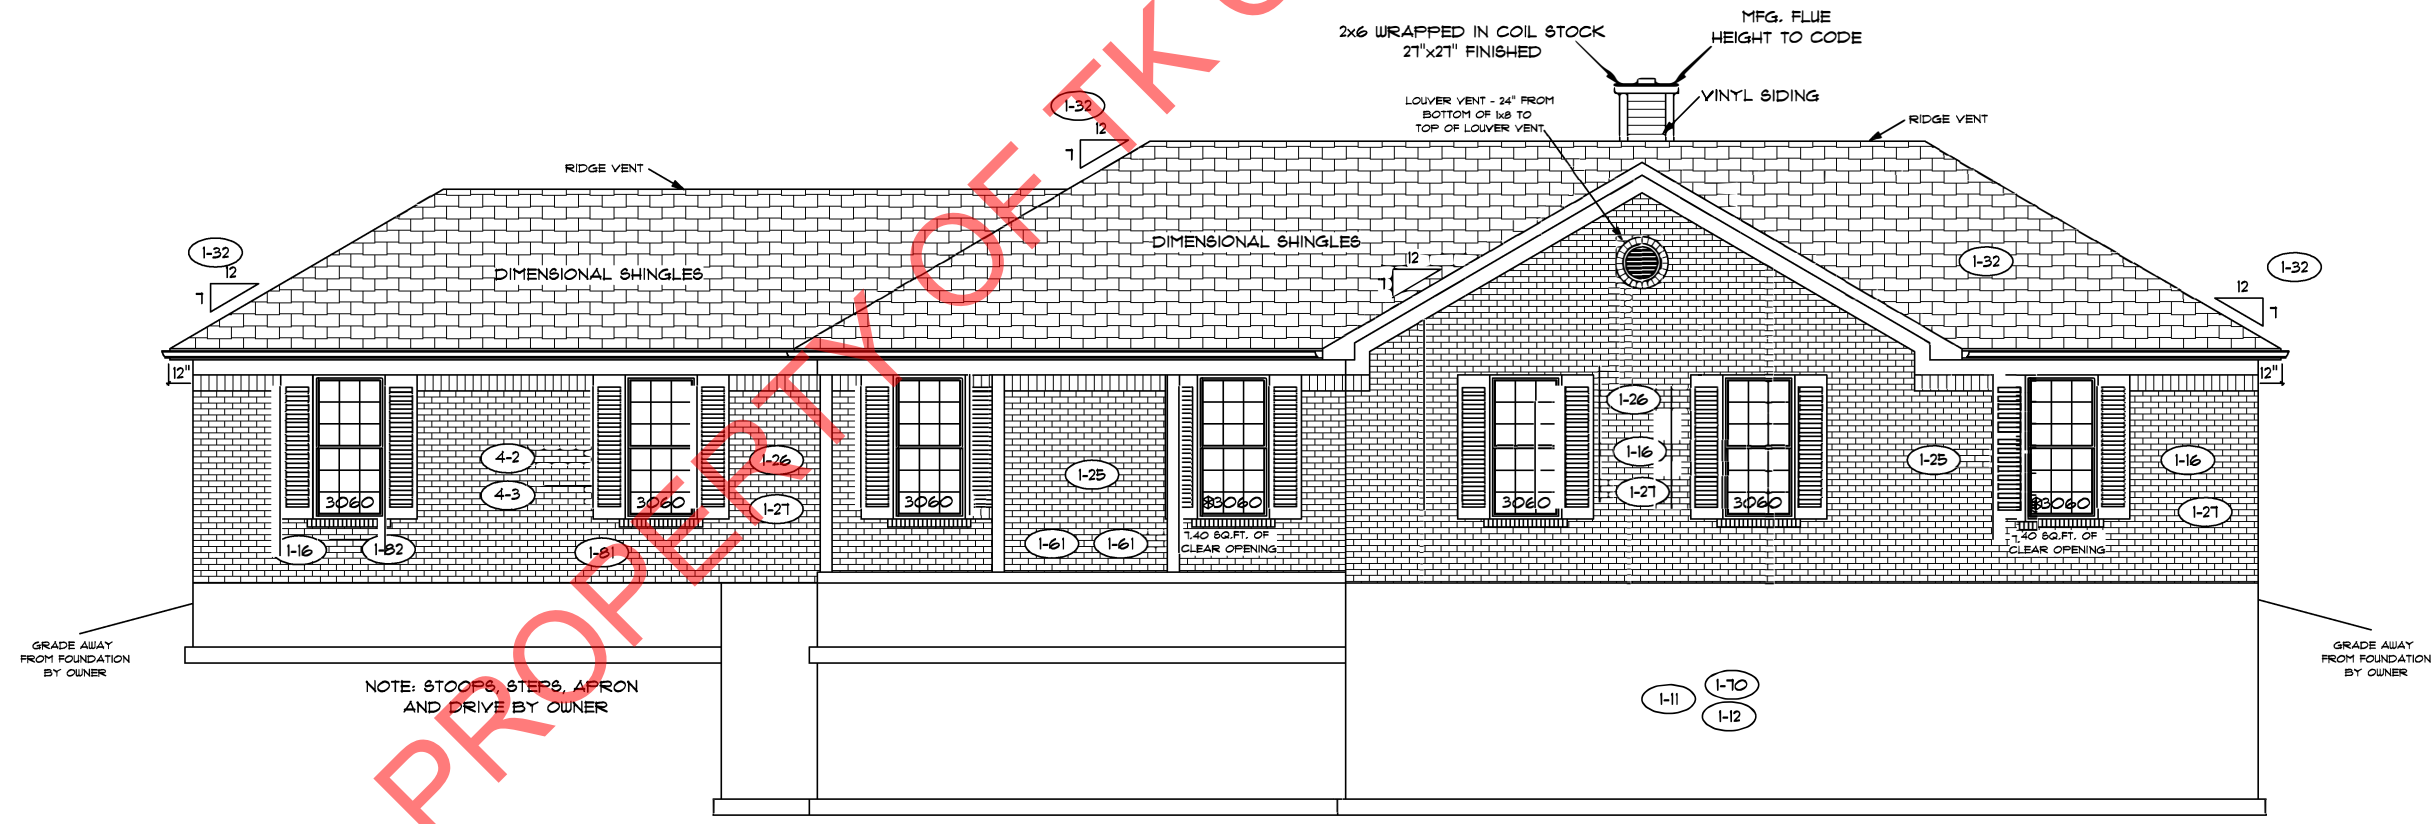 MFG. FLUE
HEIGHT TO CODE
2x6 WRAPPED IN COIL STOCK
27"x27" FINISHED
VINYL SIDING
LOUVER VENT - 24" FROM
BOTTOM OF 1x8 TO
TOP OF LOUVER VENT
RIDGE VENT
1-32
12
7
RIDGE VENT
DIMENSIONAL SHINGLES
DIMENSIONAL SHINGLES
1-32
12
7
12
7
1-32
1-32
12
7
12"
12"
4-2
4-3
1-26
1-27
1-25
1-26
1-16
1-27
1-25
1-16
1-27
3060
3060
3060
*3060
3060
3060
*3060
1-16
1-82
1-81
1-61
1-61
7.40 SQ.FT. OF
CLEAR OPENING
7.40 SQ.FT. OF
CLEAR OPENING
GRADE AWAY
FROM FOUNDATION
BY OWNER
GRADE AWAY
FROM FOUNDATION
BY OWNER
NOTE: STOOPS, STEPS, APRON
AND DRIVE BY OWNER
1-11
1-70
1-12
PROPERTY OF TK